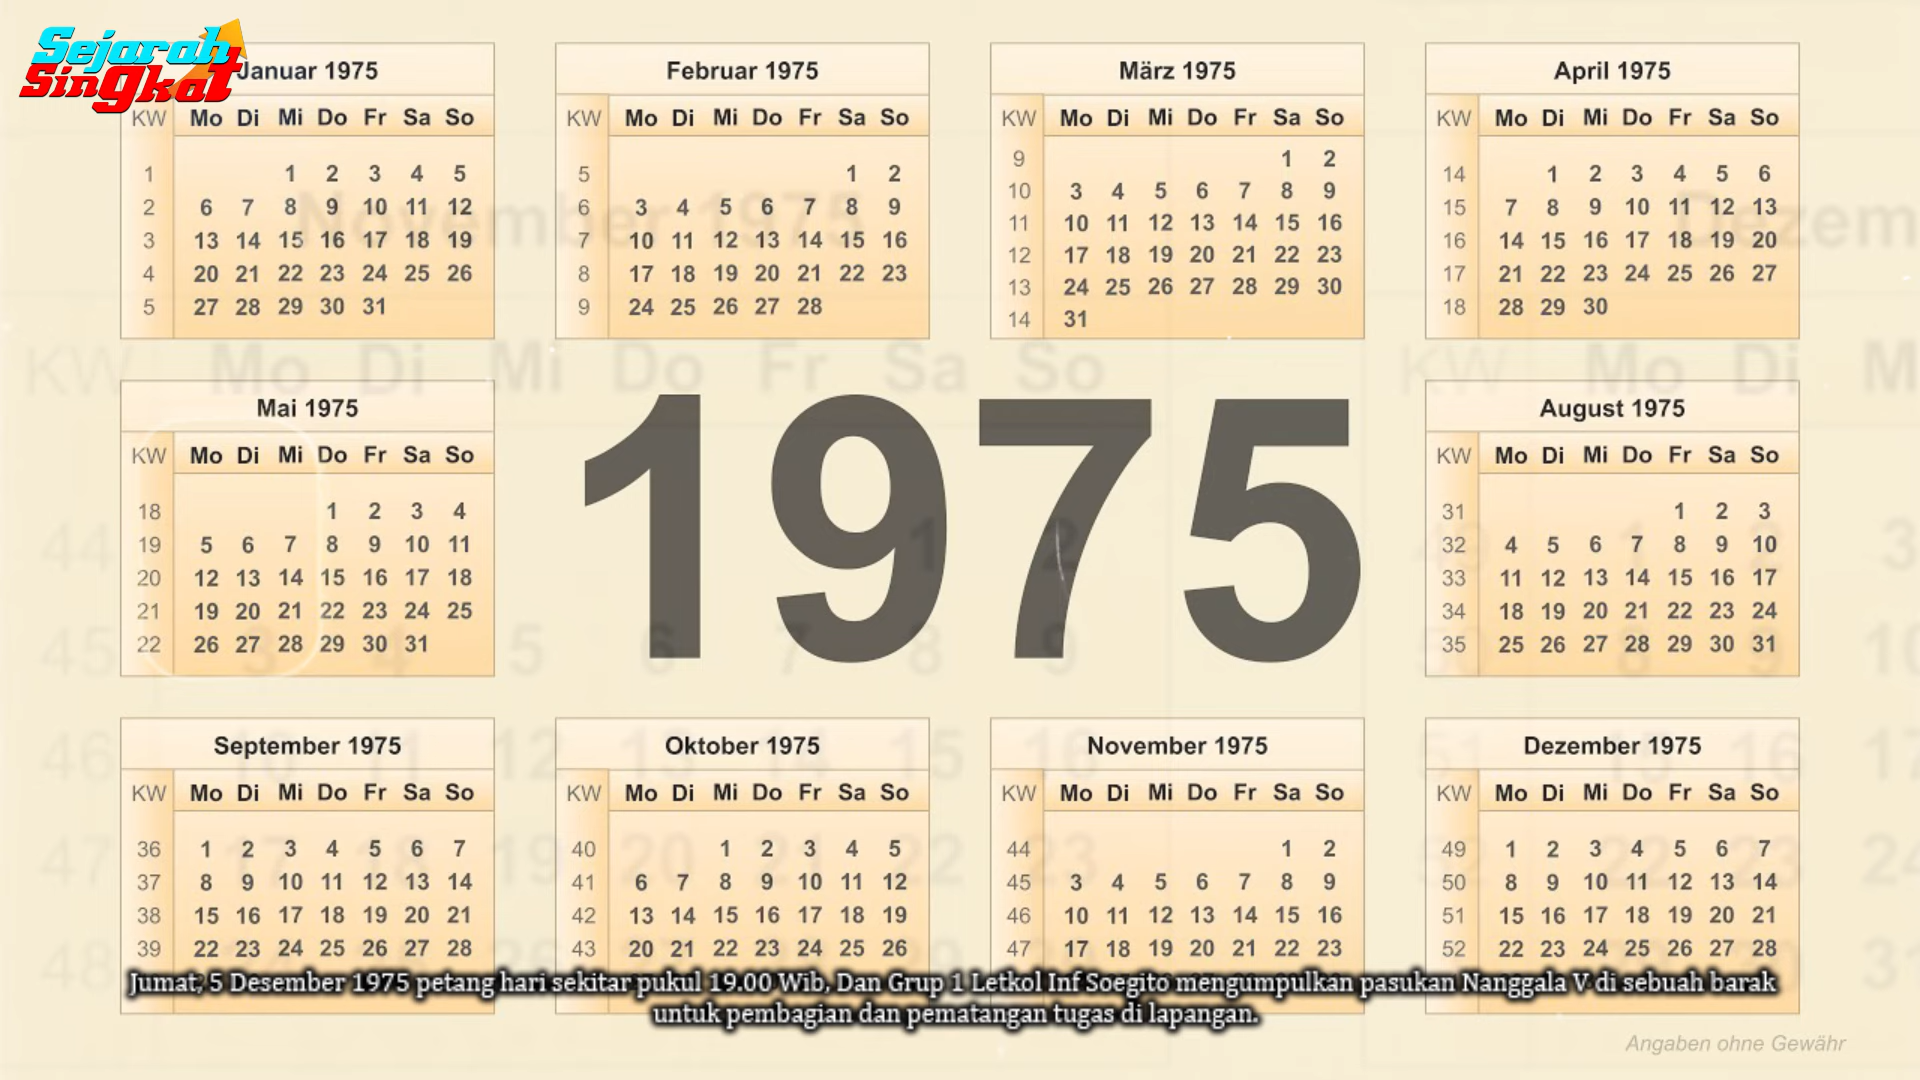 Sejarah
Singkat
Januar 1975
KW Mo Di Mi Do Fr Sa So
1 1 2 3 4 5
2 6 7 8 9 10 11 12
3 13 14 15 16 17 18 19
4 20 21 22 23 24 25 26
5 27 28 29 30 31
Februar 1975
KW Mo Di Mi Do Fr Sa So
5 1 2
6 3 4 5 6 7 8 9
7 10 11 12 13 14 15 16
8 17 18 19 20 21 22 23
9 24 25 26 27 28
März 1975
KW Mo Di Mi Do Fr Sa So
9 1 2
10 3 4 5 6 7 8 9
11 10 11 12 13 14 15 16
12 17 18 19 20 21 22 23
13 24 25 26 27 28 29 30
14 31
April 1975
KW Mo Di Mi Do Fr Sa So
14 1 2 3 4 5 6
15 7 8 9 10 11 12 13
16 14 15 16 17 18 19 20
17 21 22 23 24 25 26 27
18 28 29 30
Mai 1975
KW Mo Di Mi Do Fr Sa So
18 1 2 3 4
19 5 6 7 8 9 10 11
20 12 13 14 15 16 17 18
21 19 20 21 22 23 24 25
22 26 27 28 29 30 31
1975
August 1975
KW Mo Di Mi Do Fr Sa So
31 1 2 3
32 4 5 6 7 8 9 10
33 11 12 13 14 15 16 17
34 18 19 20 21 22 23 24
35 25 26 27 28 29 30 31
September 1975
KW Mo Di Mi Do Fr Sa So
36 1 2 3 4 5 6 7
37 8 9 10 11 12 13 14
38 15 16 17 18 19 20 21
39 22 23 24 25 26 27 28
Oktober 1975
KW Mo Di Mi Do Fr Sa So
40 1 2 3 4 5
41 6 7 8 9 10 11 12
42 13 14 15 16 17 18 19
43 20 21 22 23 24 25 26
November 1975
KW Mo Di Mi Do Fr Sa So
44 1 2
45 3 4 5 6 7 8 9
46 10 11 12 13 14 15 16
47 17 18 19 20 21 22 23
Dezember 1975
KW Mo Di Mi Do Fr Sa So
49 1 2 3 4 5 6 7
50 8 9 10 11 12 13 14
51 15 16 17 18 19 20 21
52 22 23 24 25 26 27 28
Jumat, 5 Desember 1975 petang hari sekitar pukul 19.00 Wib, Dan Grup 1 Letkol Inf Soegito mengumpulkan pasukan Nanggala V di sebuah barak
untuk pembagian dan pematangan tugas di lapangan.
Angaben ohne Gewähr